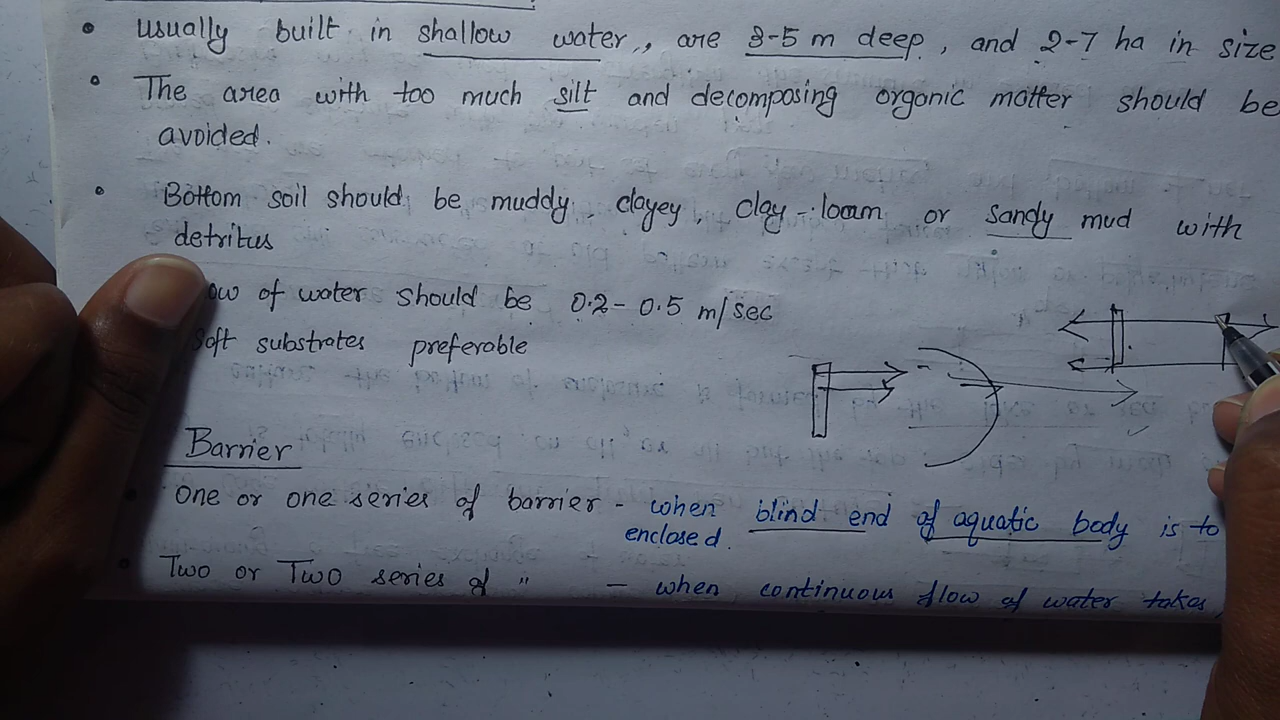 • Usually built in shallow water, are 3-5 m deep, and 2-7 ha in size
• The area with too much silt and decomposing organic matter should be
avoided.
• Bottom soil should be muddy, clayey, clay-loam or sandy mud with
detritus
ow of water should be 0.2-0.5 m/sec
soft substrates preferable
Barrier
• One or one series of barrier - when blind end of aquatic body is to
enclosed.
• Two or Two series of " - when continuous flow of water takes